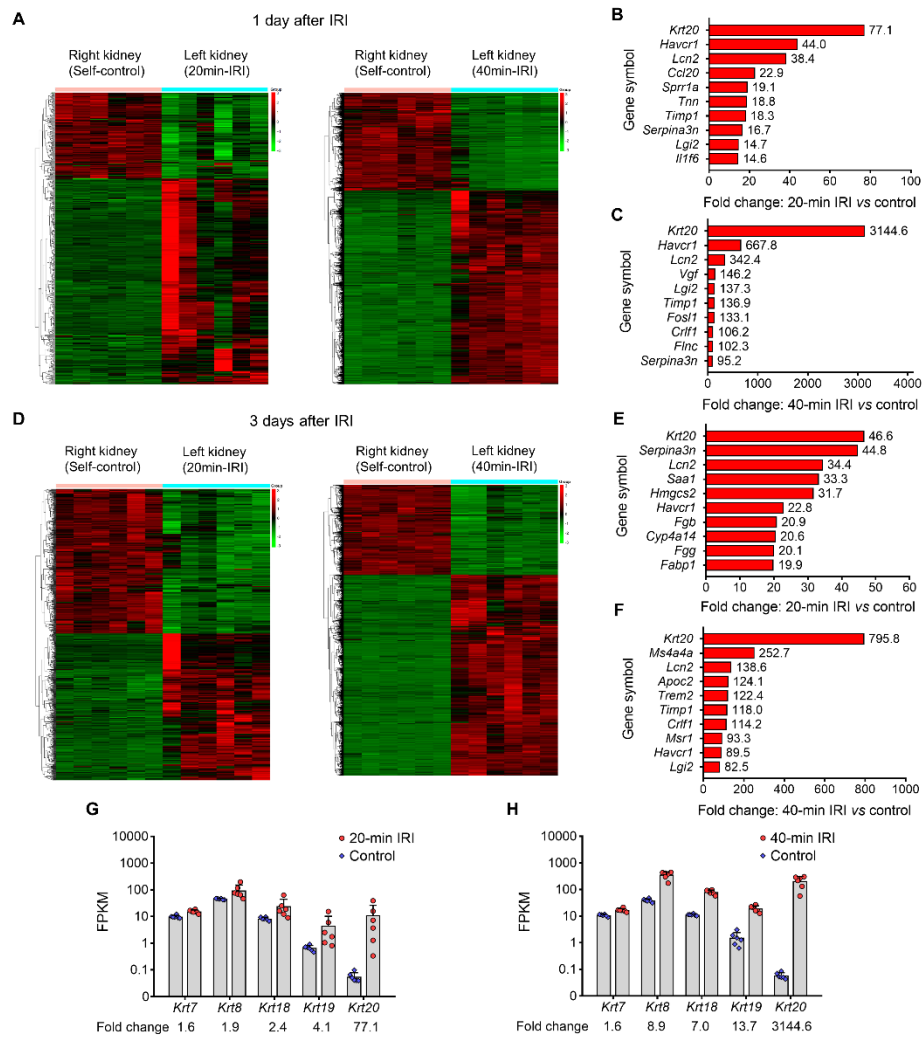 A
1 day after IRI
Right kidney
(Self-control)
Left kidney
(20min-IRI)
Right kidney
(Self-control)
Left kidney
(40min-IRI)
B
Gene symbol
Krt20 77.1
Havcr1 44.0
Lcn2 38.4
Ccl20 22.9
Sprr1a 19.1
Tnn 18.8
Timp1 18.3
Serpina3n 16.7
Lgi2 14.7
Il1f6 14.6
0 20 40 60 80 100
Fold change: 20-min IRI vs control
C
Gene symbol
Krt20 3144.6
Havcr1 667.8
Lcn2 342.4
Vgf 146.2
Lgi2 137.3
Timp1 136.9
Fosl1 133.1
Crlf1 106.2
Flnc 102.3
Serpina3n 95.2
0 1000 2000 3000 4000
Fold change: 40-min IRI vs control
D
3 days after IRI
Right kidney
(Self-control)
Left kidney
(20min-IRI)
Right kidney
(Self-control)
Left kidney
(40min-IRI)
E
Gene symbol
Krt20 46.6
Serpina3n 44.8
Lcn2 34.4
Saa1 33.3
Hmgcs2 31.7
Havcr1 22.8
Fgb 20.9
Cyp4a14 20.6
Fgg 20.1
Fabp1 19.9
0 10 20 30 40 50 60
Fold change: 20-min IRI vs control
F
Gene symbol
Krt20 795.8
Ms4a4a 252.7
Lcn2 138.6
Apoc2 124.1
Trem2 122.4
Timp1 118.0
Crlf1 114.2
Msr1 93.3
Havcr1 89.5
Lgi2 82.5
0 200 400 600 800 1000
Fold change: 40-min IRI vs control
G
20-min IRI
Control
FPKM
10000
1000
100
10
1
0.1
0
Krt7 Krt8 Krt18 Krt19 Krt20
Fold change 1.6 1.9 2.4 4.1 77.1
H
40-min IRI
Control
FPKM
10000
1000
100
10
1
0.1
0
Krt7 Krt8 Krt18 Krt19 Krt20
Fold change 1.6 8.9 7.0 13.7 3144.6